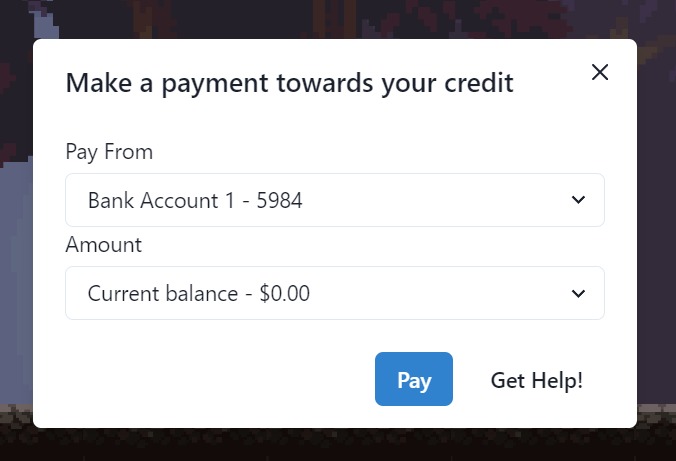 Make a payment towards your credit
Pay From
Bank Account 1 - 5984
Amount
Current balance - $0.00
Pay
Get Help!